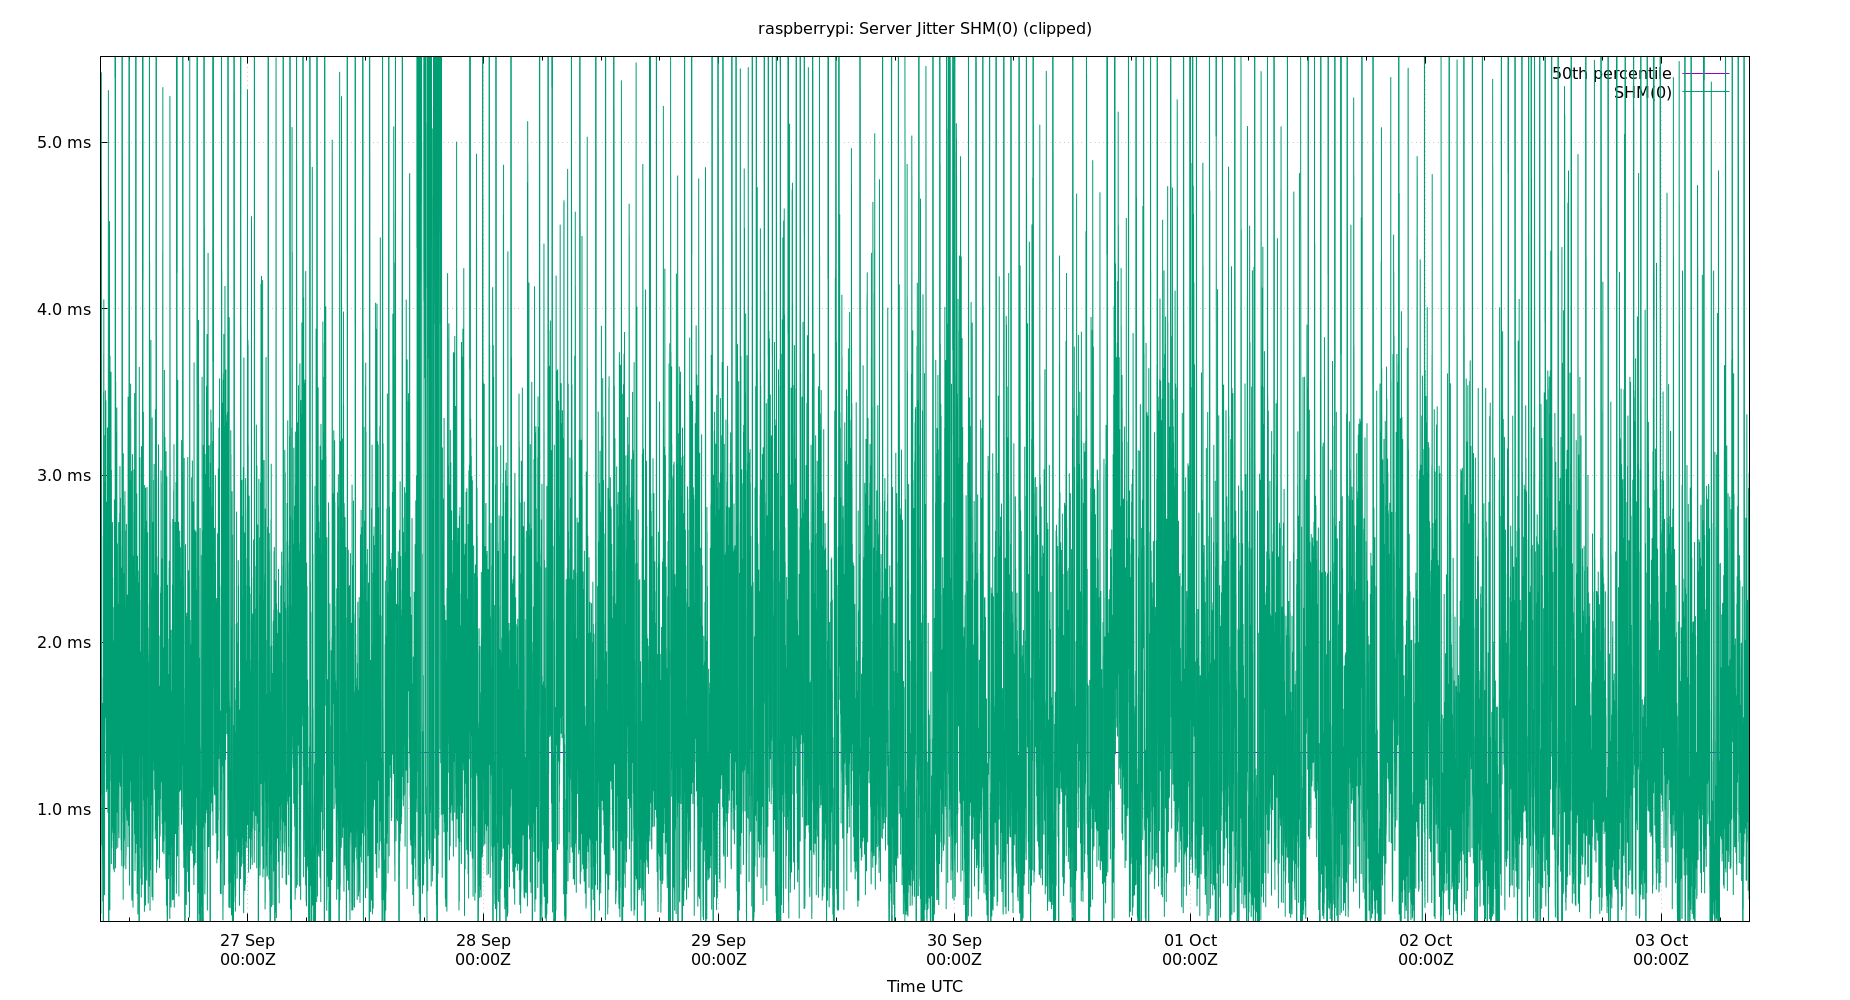 raspberrypi: Server Jitter SHM(0) (clipped)
50th percentile
SHM(0)
5.0 ms
4.0 ms
3.0 ms
2.0 ms
1.0 ms
27 Sep 28 Sep 29 Sep 30 Sep 01 Oct 02 Oct 03 Oct
00:00Z 00:00Z 00:00Z 00:00Z 00:00Z 00:00Z 00:00Z
Time UTC